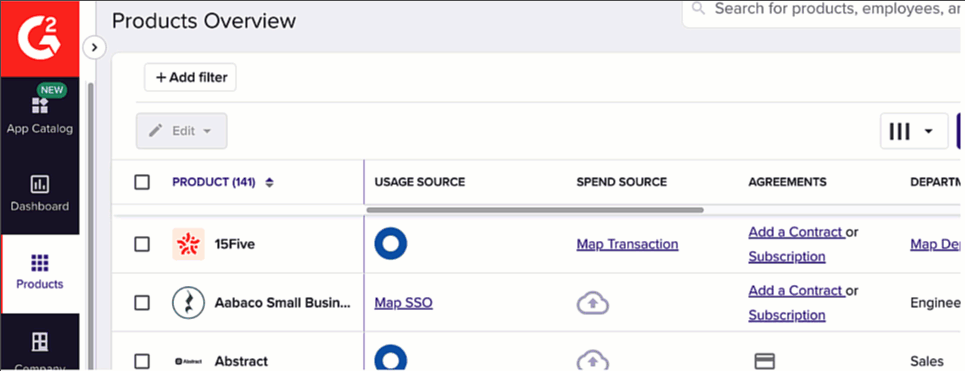 G2
Products Overview
Search for products, employees,
NEW
App Catalog
+ Add filter
Edit
PRODUCT (141)
USAGE SOURCE
SPEND SOURCE
AGREEMENTS
DEPARTM
Dashboard
15Five
Map Transaction
Add a Contract or
Subscription
Map De
Products
Aabaco Small Busin...
Map SSO
Add a Contract or
Subscription
Enginee
Company
Abstract
Abstract
Sales